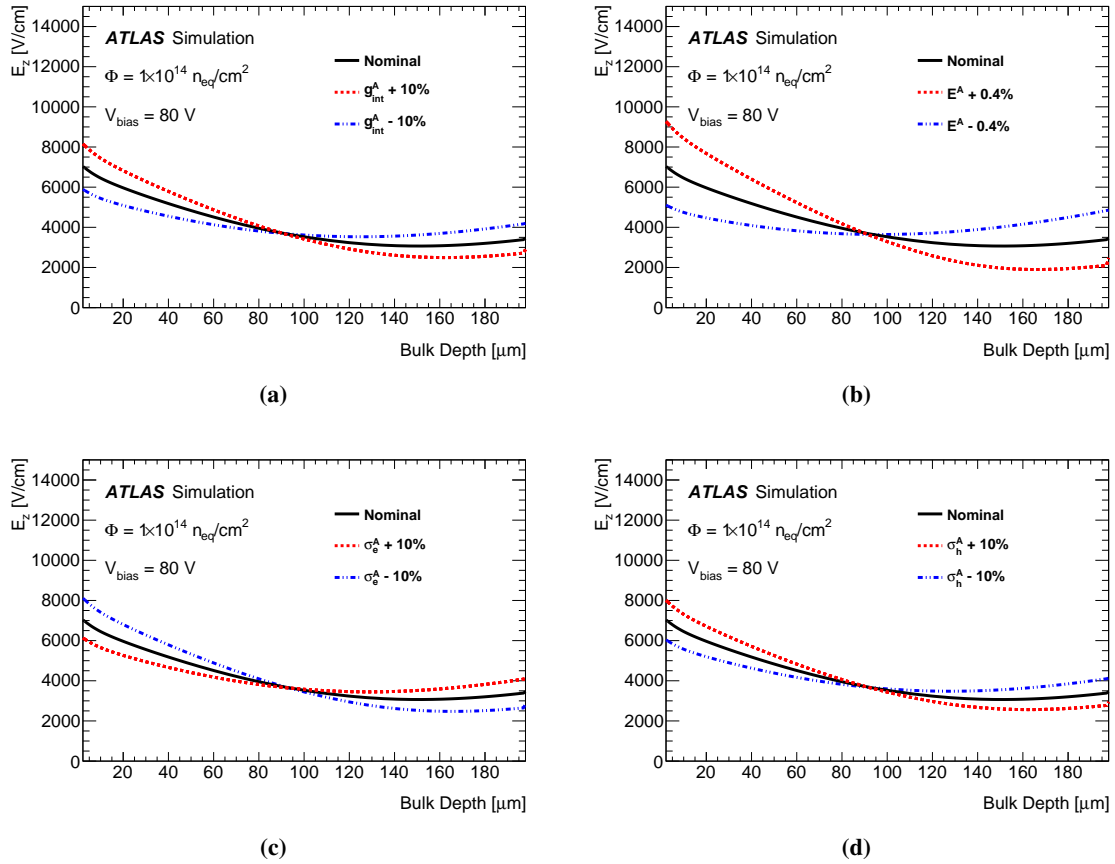 E_z [V/cm]
14000
12000
10000
8000
6000
4000
2000
0
ATLAS Simulation
Φ = 1×10^14 n_eq/cm^2
V_bias = 80 V
Nominal
g_int^A + 10%
g_int^A - 10%
20 40 60 80 100 120 140 160 180
Bulk Depth [μm]
(a)
E_z [V/cm]
14000
12000
10000
8000
6000
4000
2000
0
ATLAS Simulation
Φ = 1×10^14 n_eq/cm^2
V_bias = 80 V
Nominal
E^A + 0.4%
E^A - 0.4%
20 40 60 80 100 120 140 160 180
Bulk Depth [μm]
(b)
E_z [V/cm]
14000
12000
10000
8000
6000
4000
2000
0
ATLAS Simulation
Φ = 1×10^14 n_eq/cm^2
V_bias = 80 V
Nominal
σ_e^A + 10%
σ_e^A - 10%
20 40 60 80 100 120 140 160 180
Bulk Depth [μm]
(c)
E_z [V/cm]
14000
12000
10000
8000
6000
4000
2000
0
ATLAS Simulation
Φ = 1×10^14 n_eq/cm^2
V_bias = 80 V
Nominal
σ_h^A + 10%
σ_h^A - 10%
20 40 60 80 100 120 140 160 180
Bulk Depth [μm]
(d)